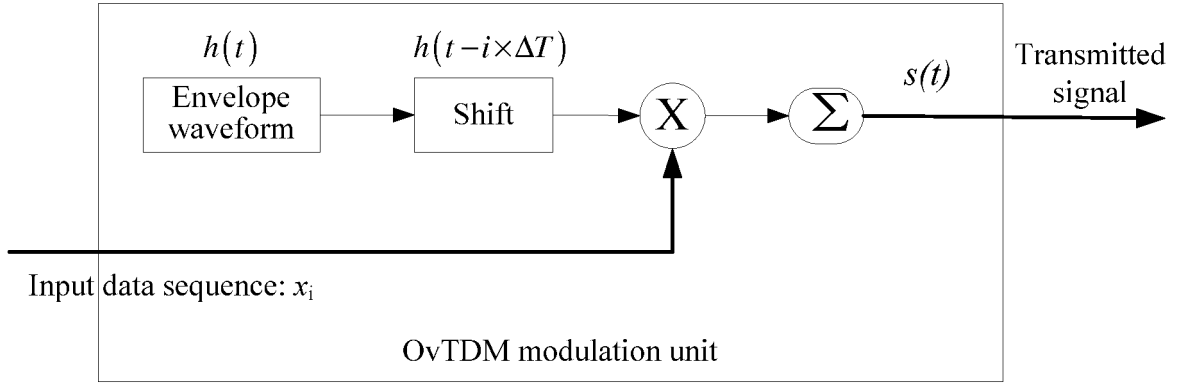 h(t)
h(t−i×ΔT)
Envelope
waveform
Shift
X
Σ
s(t)
Transmitted
signal
Input data sequence: xi
OvTDM modulation unit